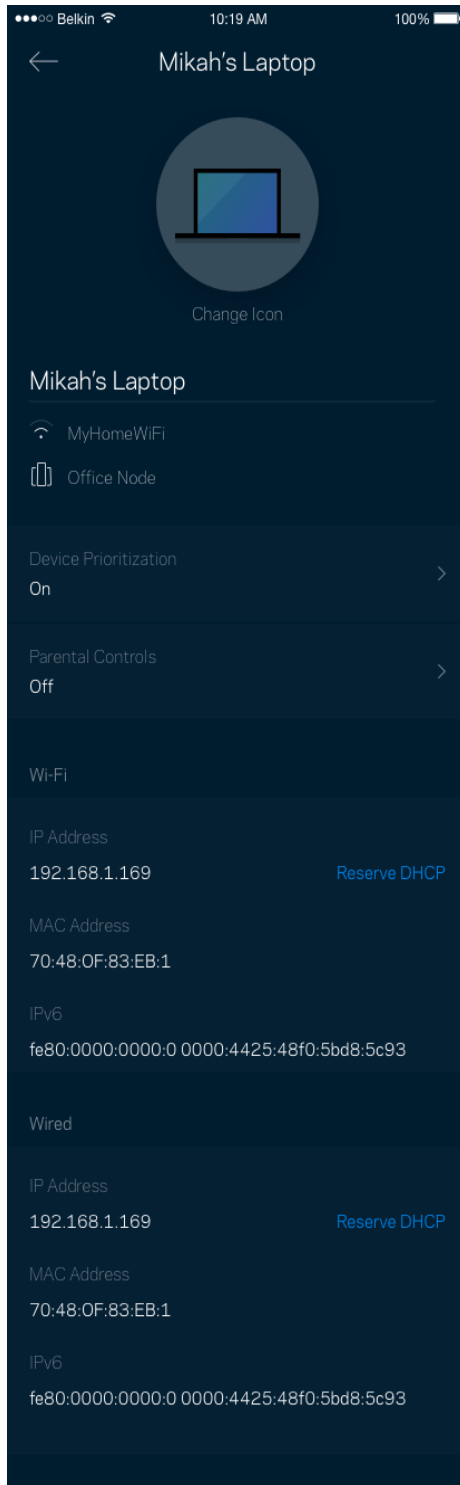 Belkin 10:19 AM 100%
Mikah's Laptop
Change Icon
Mikah's Laptop
MyHomeWiFi
Office Node
Device Prioritization
On
Parental Controls
Off
Wi-Fi
IP Address
192.168.1.169 Reserve DHCP
MAC Address
70:48:0F:83:EB:1
IPv6
fe80:0000:0000:0 0000:4425:48f0:5bd8:5c93
Wired
IP Address
192.168.1.169 Reserve DHCP
MAC Address
70:48:0F:83:EB:1
IPv6
fe80:0000:0000:0 0000:4425:48f0:5bd8:5c93